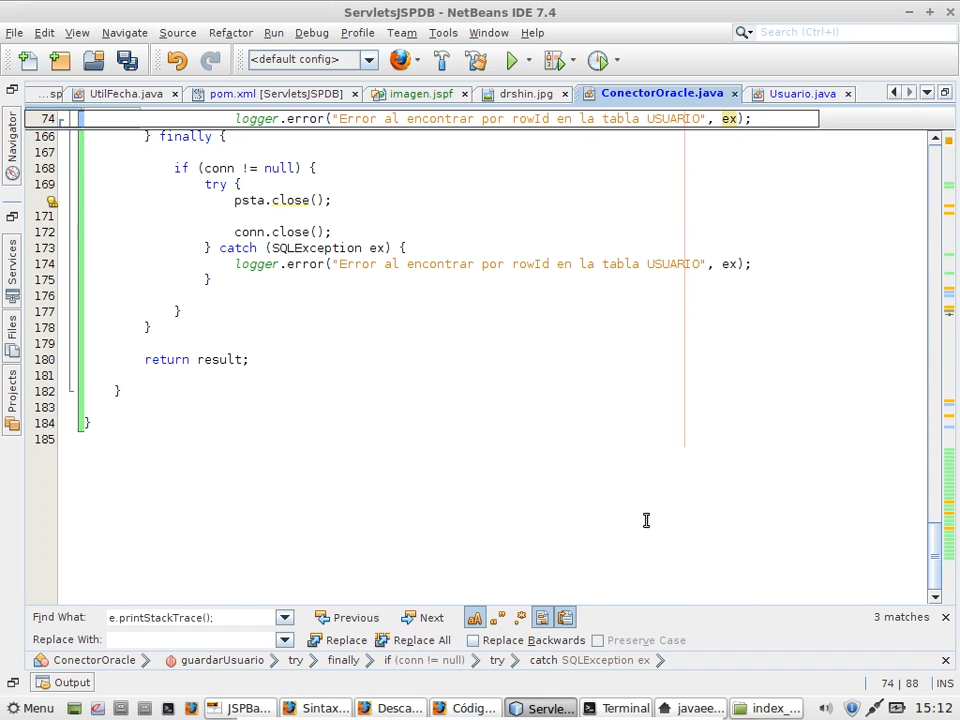 ServletsJSPDB - NetBeans IDE 7.4
File Edit View Navigate Source Refactor Run Debug Profile Team Tools Window Help
<default config> Search (Ctrl+I)
...sp UtilFecha.java pom.xml [ServletsJSPDB] imagen.jspf drshin.jpg ConectorOracle.java Usuario.java
74 logger.error("Error al encontrar por rowId en la tabla USUARIO", ex);
166 } finally {
167
168 if (conn != null) {
169 try {
psta.close();
171
172 conn.close();
173 } catch (SQLException ex) {
174 logger.error("Error al encontrar por rowId en la tabla USUARIO", ex);
175 }
176
177 }
178 }
179
180 return result;
181
182 }
183
184 }
185
Navigator
Services
Files
Projects
Find What: e.printStackTrace(); Previous Next 3 matches
Replace With: Replace Replace All Replace Backwards Preserve Case
ConectorOracle guardarUsuario try finally if (conn != null) try catch SQLException ex
Output 74 | 88 INS
Menu JSPBa... Sintax... Desca... Códig... Servle... Terminal javaee... index_... 15:12